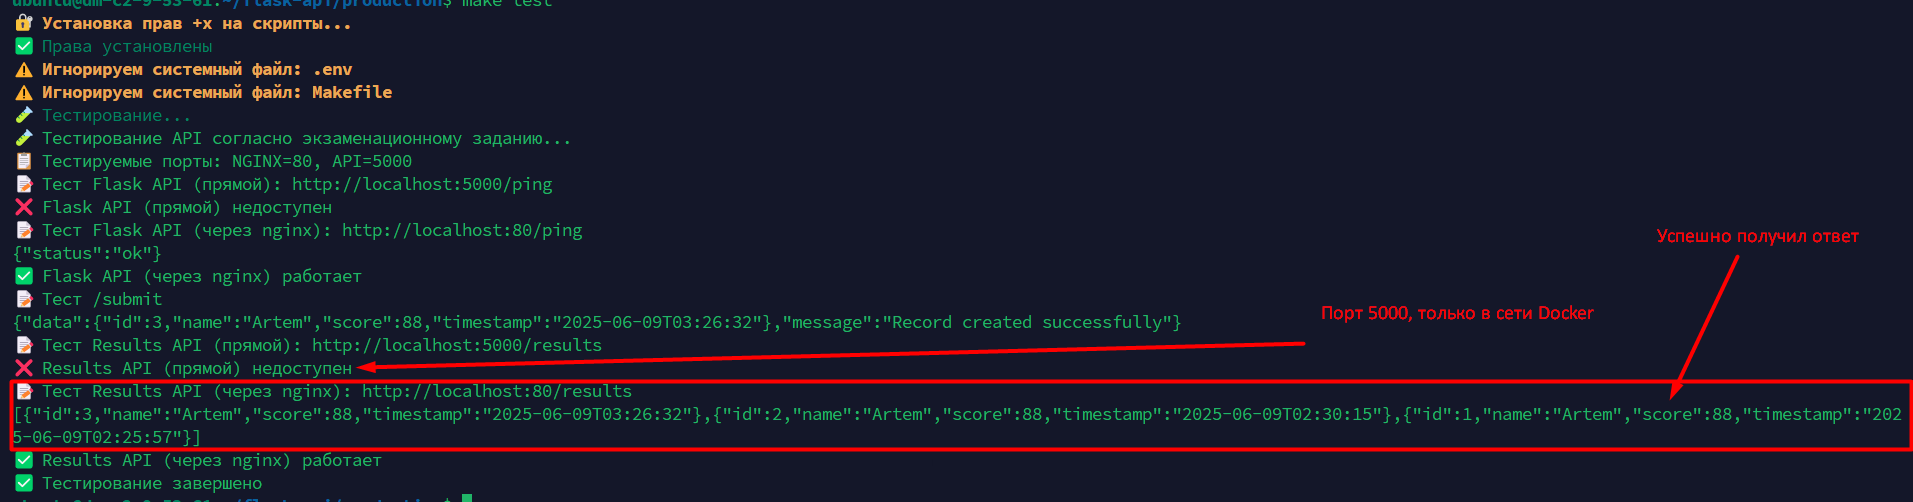 ubuntu@dm-c2-9-53-61:~/flask-api/production$ make test
🔐 Установка прав +x на скрипты...
✅ Права установлены
⚠️ Игнорируем системный файл: .env
⚠️ Игнорируем системный файл: Makefile
🧪 Тестирование...
🧪 Тестирование API согласно экзаменационному заданию...
📋 Тестируемые порты: NGINX=80, API=5000
📝 Тест Flask API (прямой): http://localhost:5000/ping
❌ Flask API (прямой) недоступен
📝 Тест Flask API (через nginx): http://localhost:80/ping
Успешно получил ответ
{"status":"ok"}
✅ Flask API (через nginx) работает
📝 Тест /submit
Порт 5000, только в сети Docker
{"data":{"id":3,"name":"Artem","score":88,"timestamp":"2025-06-09T03:26:32"},"message":"Record created successfully"}
📝 Тест Results API (прямой): http://localhost:5000/results
❌ Results API (прямой) недоступен
📝 Тест Results API (через nginx): http://localhost:80/results
[{"id":3,"name":"Artem","score":88,"timestamp":"2025-06-09T03:26:32"},{"id":2,"name":"Artem","score":88,"timestamp":"2025-06-09T02:30:15"},{"id":1,"name":"Artem","score":88,"timestamp":"202
5-06-09T02:25:57"}]
✅ Results API (через nginx) работает
✅ Тестирование завершено